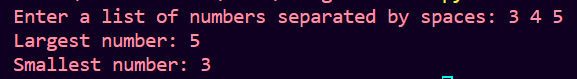 Enter a list of numbers separated by spaces: 3 4 5
Largest number: 5
Smallest number: 3